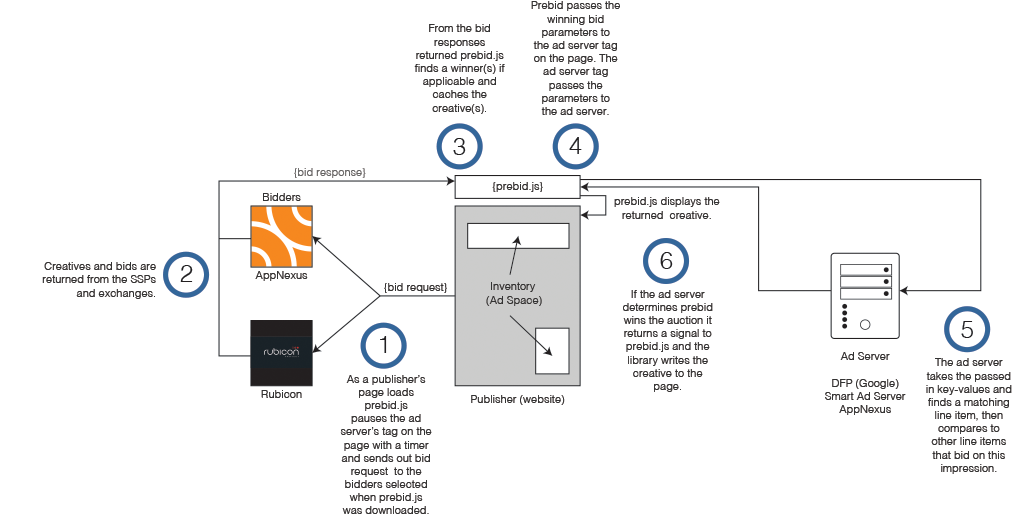 Prebid passes the
winning bid
parameters to
the ad server tag
on the page. The
ad server tag
passes the
parameters to
the ad server.
From the bid
responses
returned prebid.js
finds a winner(s) if
applicable and
caches the
creative(s).
3
4
{bid response}
{prebid.js}
Bidders
AppNexus
prebid.js displays the
returned creative.
2
Creatives and bids are
returned from the SSPs
and exchanges.
{bid request}
Inventory
(Ad Space)
6
If the ad server
determines prebid
wins the auction it
returns a signal to
prebid.js and the
library writes the
creative to the
page.
rubicon
Rubicon
1
As a publisher's
page loads
prebid.js
pauses the ad
server's tag on the
page with a timer
and sends out bid
request to the
bidders selected
when prebid.js
was downloaded.
Publisher (website)
Ad Server
DFP (Google)
Smart Ad Server
AppNexus
5
The ad server
takes the passed
in key-values and
finds a matching
line item, then
compares to
other line items
that bid on this
impression.